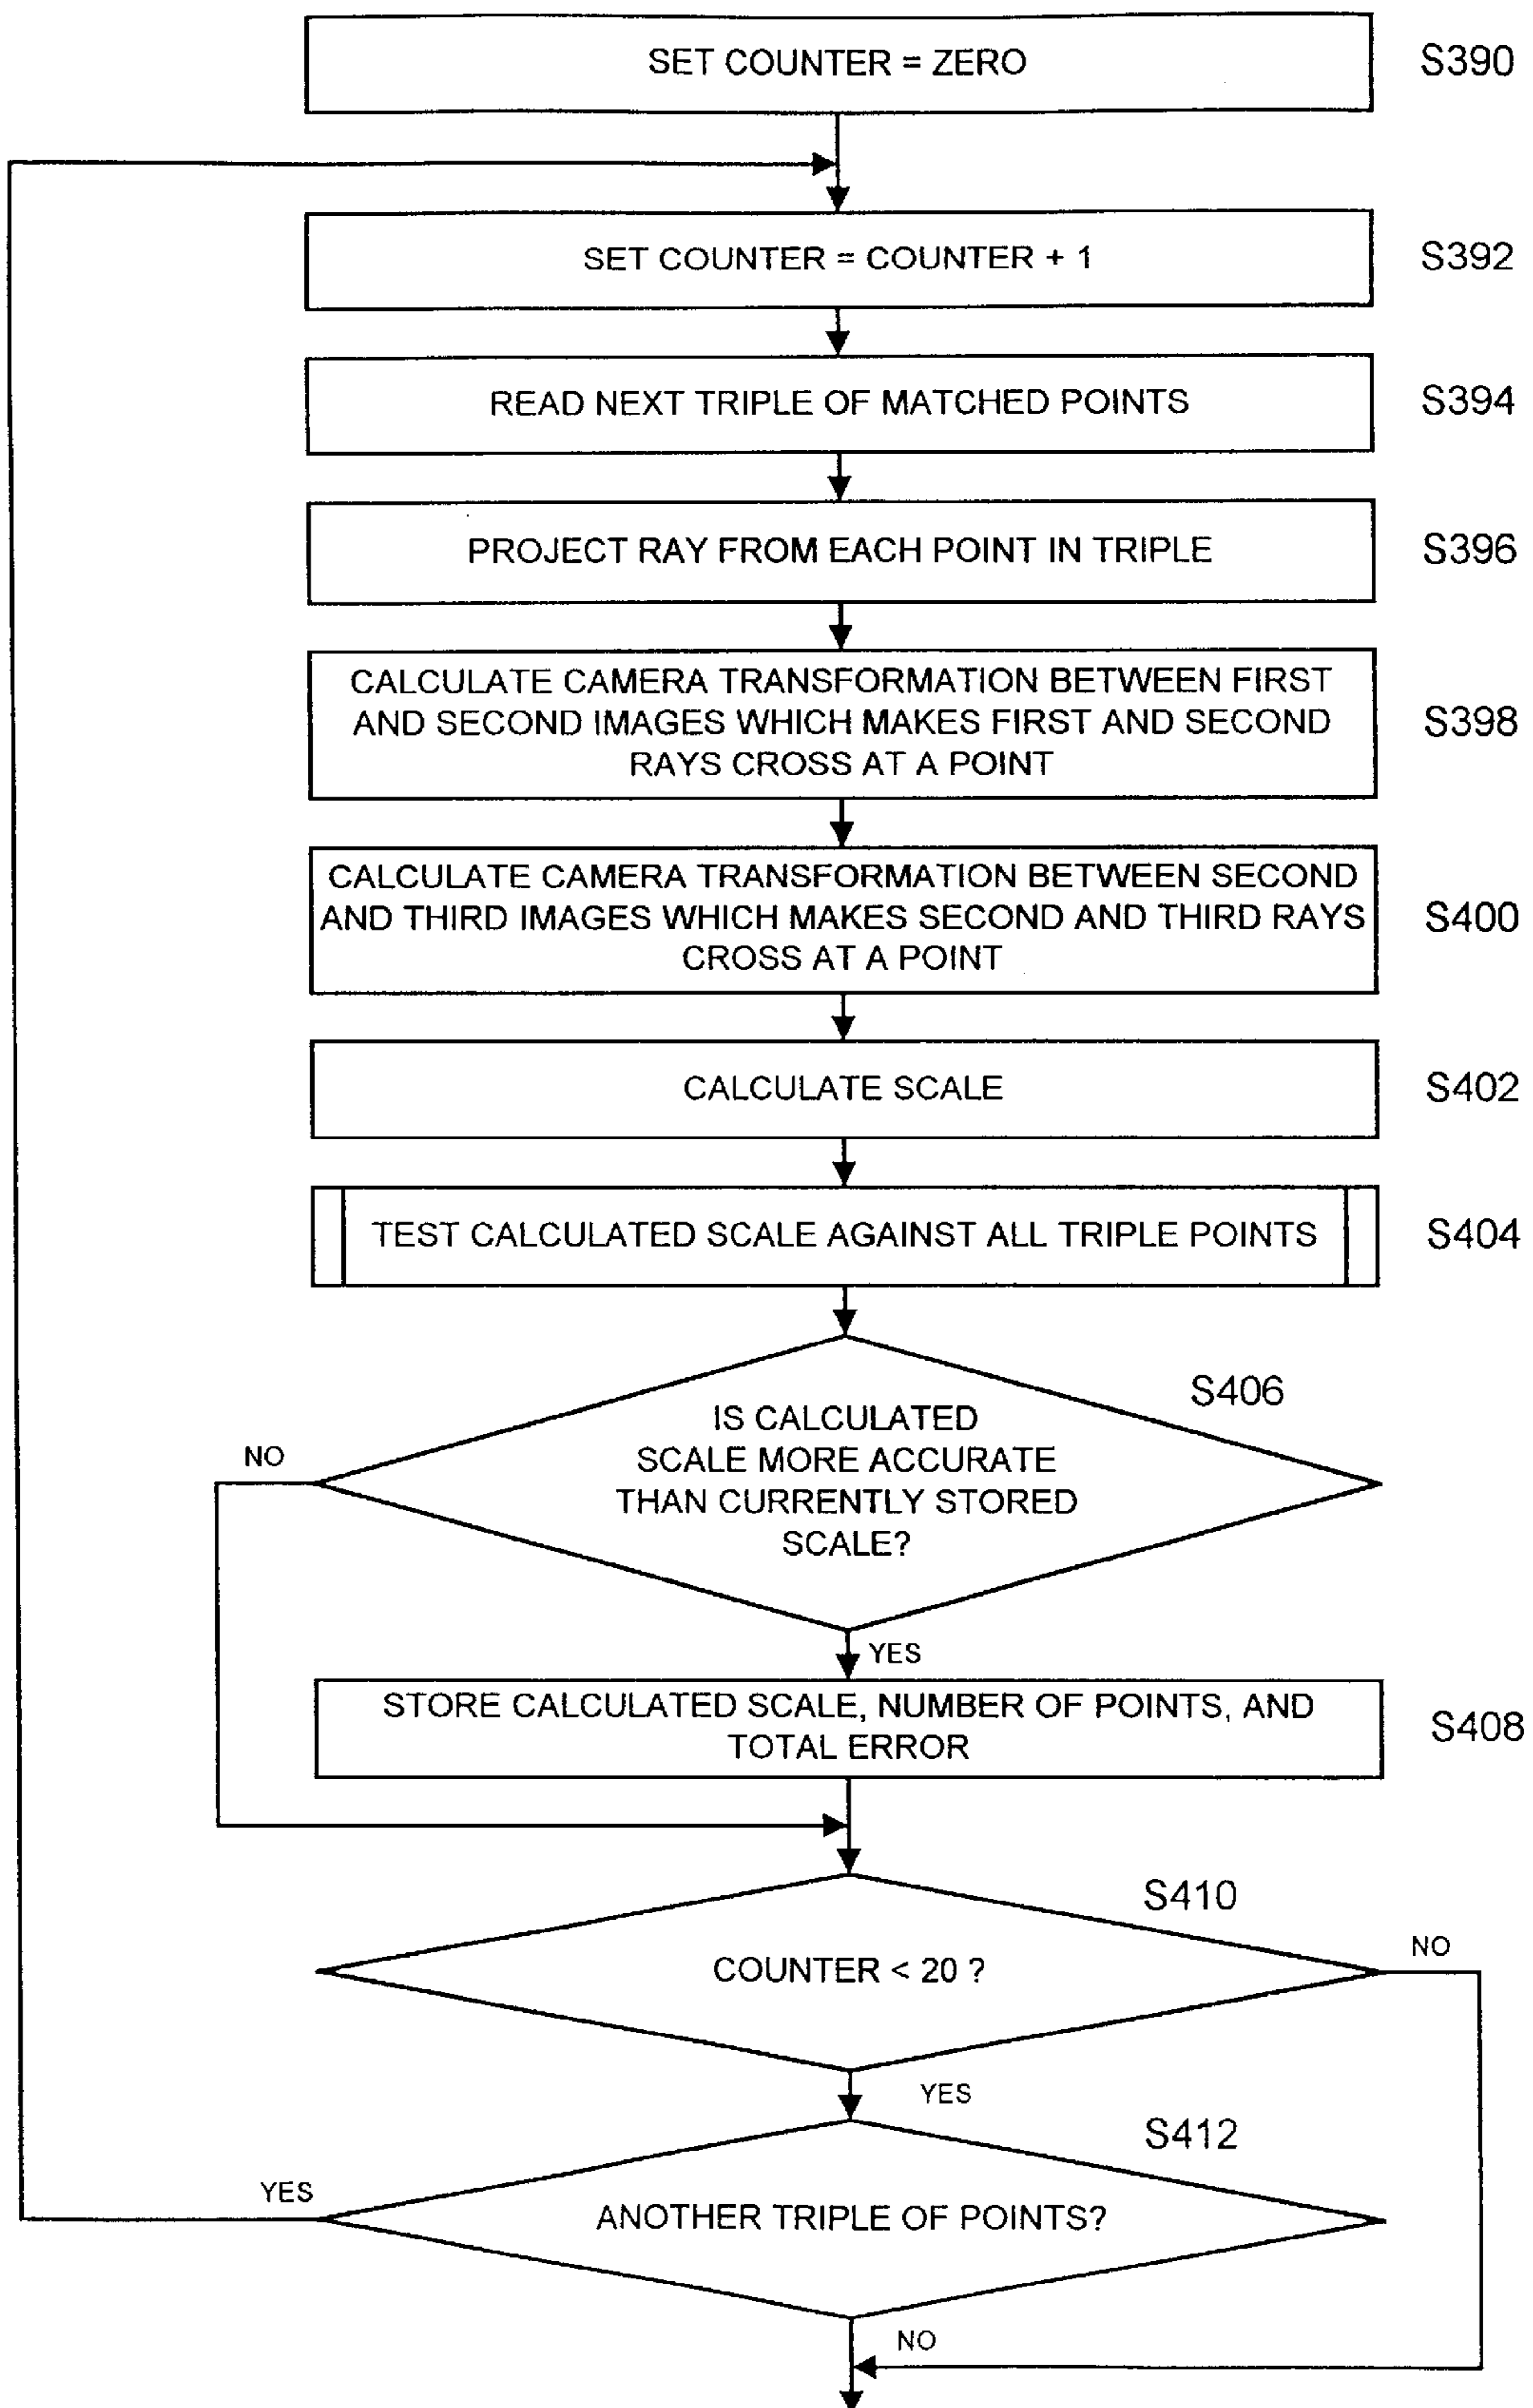 SET COUNTER = ZERO
S390
SET COUNTER = COUNTER + 1
S392
READ NEXT TRIPLE OF MATCHED POINTS
S394
PROJECT RAY FROM EACH POINT IN TRIPLE
S396
CALCULATE CAMERA TRANSFORMATION BETWEEN FIRST
AND SECOND IMAGES WHICH MAKES FIRST AND SECOND
RAYS CROSS AT A POINT
S398
CALCULATE CAMERA TRANSFORMATION BETWEEN SECOND
AND THIRD IMAGES WHICH MAKES SECOND AND THIRD RAYS
CROSS AT A POINT
S400
CALCULATE SCALE
S402
TEST CALCULATED SCALE AGAINST ALL TRIPLE POINTS
S404
S406
IS CALCULATED
SCALE MORE ACCURATE
THAN CURRENTLY STORED
SCALE?
NO
YES
STORE CALCULATED SCALE, NUMBER OF POINTS, AND
TOTAL ERROR
S408
S410
COUNTER < 20 ?
NO
YES
S412
ANOTHER TRIPLE OF POINTS?
YES
NO